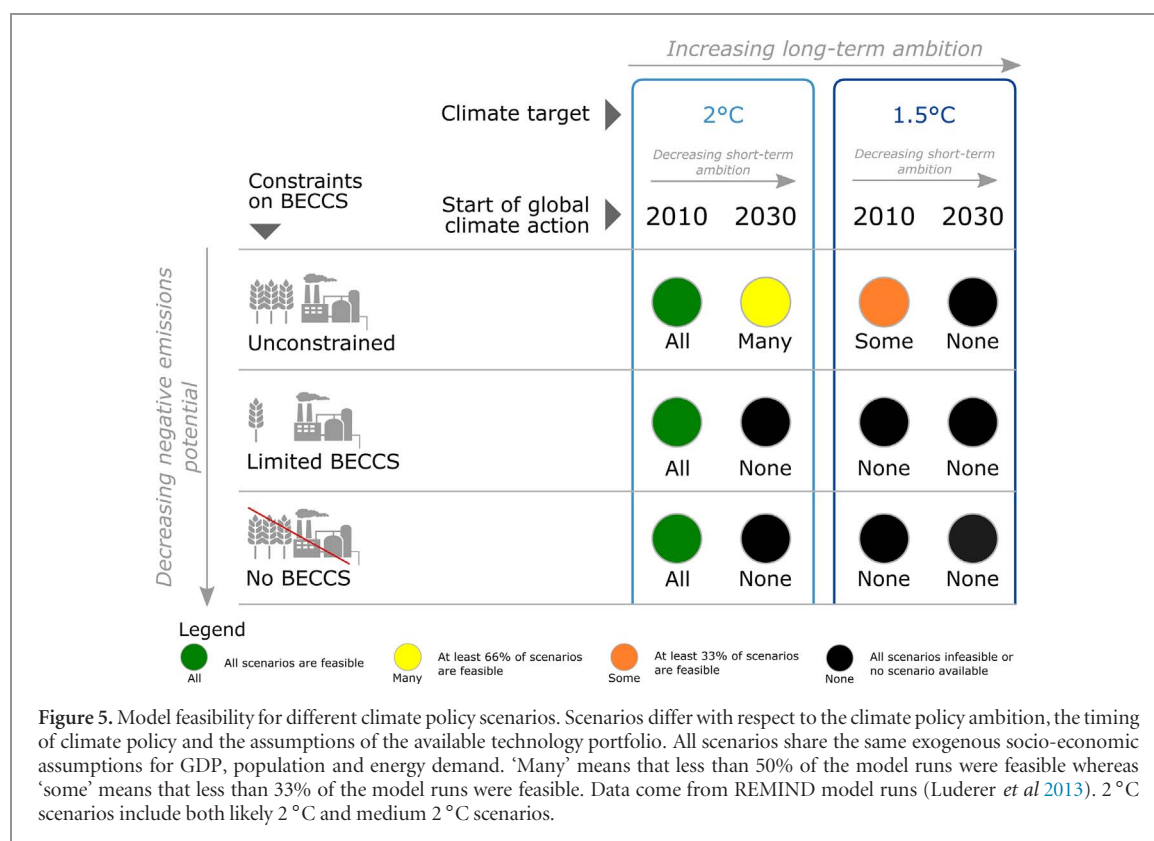 Increasing long-term ambition
Climate target
2°C
1.5°C
Decreasing short-term
ambition
Decreasing short-term
ambition
Constraints
on BECCS
Start of global
climate action
2010
2030
2010
2030
Decreasing negative emissions
potential
Unconstrained
All
Many
Some
None
Limited BECCS
All
None
None
None
No BECCS
All
None
None
None
Legend
All
All scenarios are feasible
Many
At least 66% of scenarios
are feasible
Some
At least 33% of scenarios
are feasible
None
All scenarios infeasible or
no scenario available
Figure 5. Model feasibility for different climate policy scenarios. Scenarios differ with respect to the climate policy ambition, the timing
of climate policy and the assumptions of the available technology portfolio. All scenarios share the same exogenous socio-economic
assumptions for GDP, population and energy demand. ‘Many’ means that less than 50% of the model runs were feasible whereas
‘some’ means that less than 33% of the model runs were feasible. Data come from REMIND model runs (Luderer et al 2013). 2 °C
scenarios include both likely 2 °C and medium 2 °C scenarios.